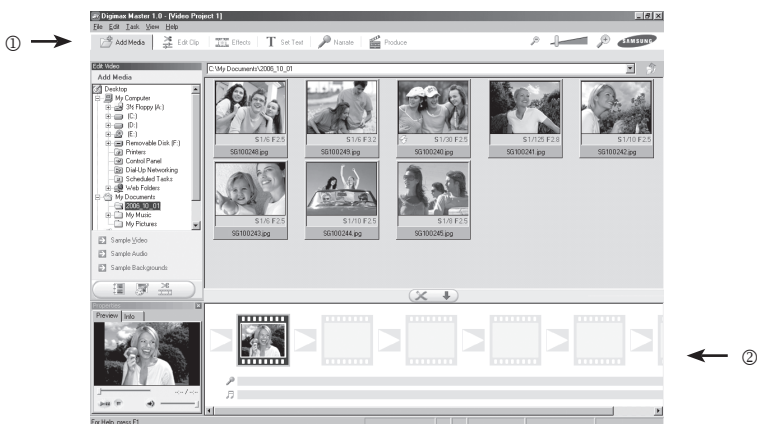 Digimax Master 1.0 - [Video Project 1]
File Edit Task View Help
①
Add Media Edit Clip Effects Set Text Narrate Produce SAMSUNG
Edit Video
Add Media
C:\My Documents\2006_10_01
Desktop
My Computer
3½ Floppy (A:)
(C:)
(D:)
(E:)
Removable Disk (F:)
Printers
Control Panel
Dial-Up Networking
Scheduled Tasks
Web Folders
My Documents
2006_10_01
My Music
My Pictures
S1/6 F2.5 S1/6 F3.2 S1/30 F2.5 S1/125 F2.8 S1/10 F2.5
SG100248.jpg SG100249.jpg SG100240.jpg SG100241.jpg SG100242.jpg
S1/6 F2.5 S1/10 F2.5 S1/8 F2.5
SG100243.jpg SG100244.jpg SG100245.jpg
Sample Video
Sample Audio
Sample Backgrounds
Properties
Preview Info
②
-:-- / -:--
For Help, press F1